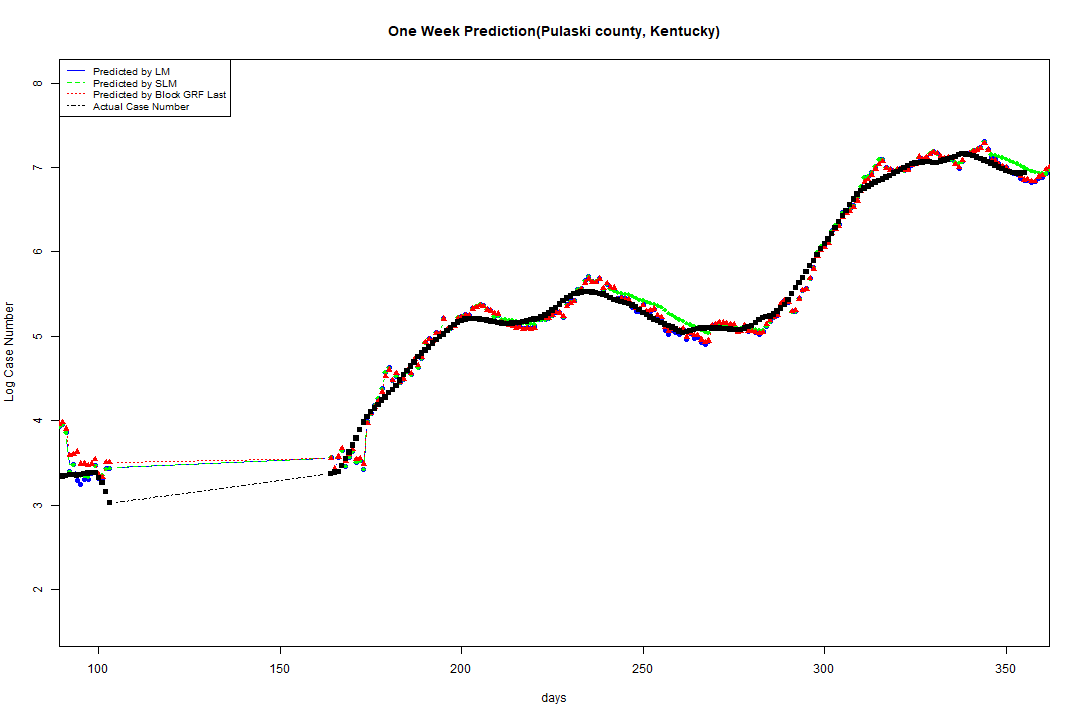 One Week Prediction(Pulaski county, Kentucky)
Predicted by LM
Predicted by SLM
Predicted by Block GRF Last
Actual Case Number
8
7
6
5
4
3
2
Log Case Number
100 150 200 250 300 350
days